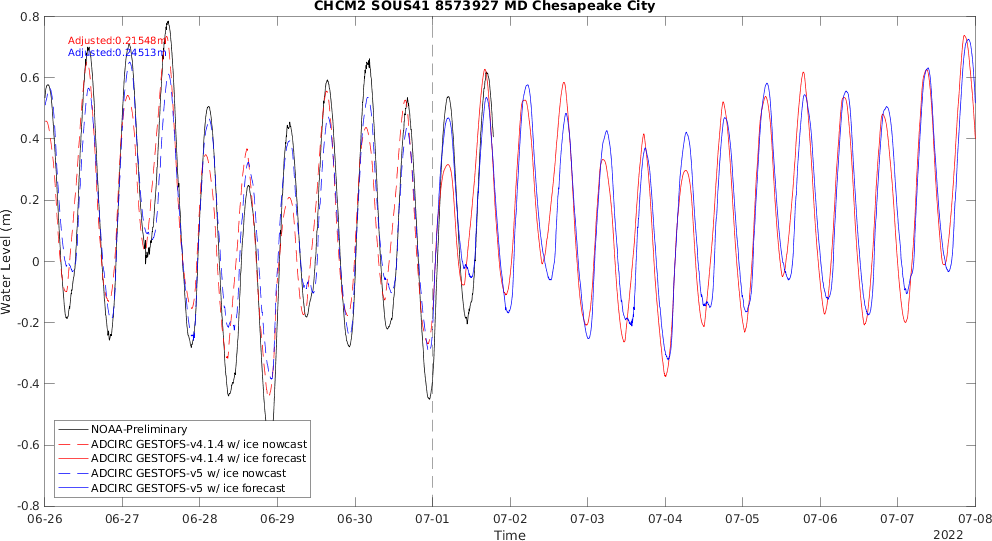 CHCM2 SOUS41 8573927 MD Chesapeake City
Adjusted:0.21548m
Adjusted:0.24513m
0.8
0.6
0.4
0.2
0
-0.2
-0.4
-0.6
-0.8
Water Level (m)
NOAA-Preliminary
ADCIRC GESTOFS-v4.1.4 w/ ice nowcast
ADCIRC GESTOFS-v4.1.4 w/ ice forecast
ADCIRC GESTOFS-v5 w/ ice nowcast
ADCIRC GESTOFS-v5 w/ ice forecast
06-26 06-27 06-28 06-29 06-30 07-01 07-02 07-03 07-04 07-05 07-06 07-07 07-08
Time
2022